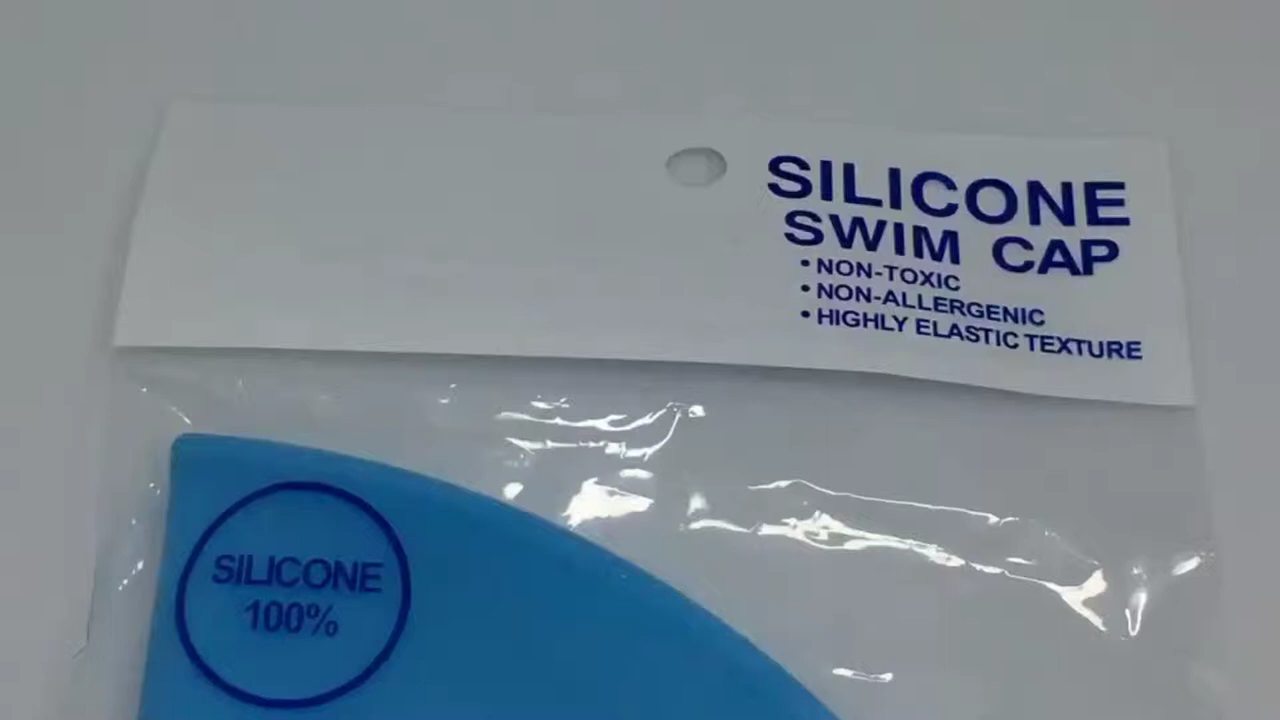 SILICONE
SWIM CAP
• NON-TOXIC
• NON-ALLERGENIC
• HIGHLY ELASTIC TEXTURE
SILICONE
100%